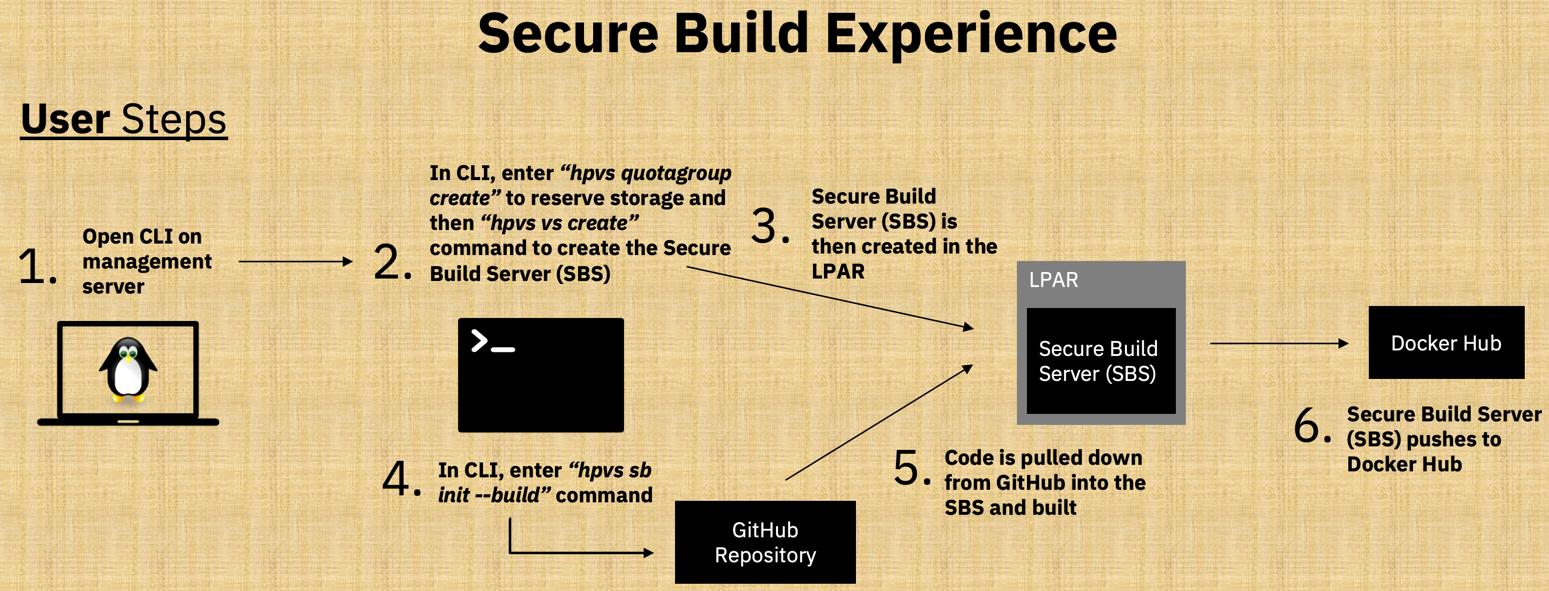 Secure Build Experience
User Steps
1.
Open CLI on
management
server
2.
In CLI, enter “hpvs quotagroup
create” to reserve storage and
then “hpvs vs create”
command to create the Secure
Build Server (SBS)
3.
Secure Build
Server (SBS) is
then created in the
LPAR
LPAR
Secure Build
Server (SBS)
Docker Hub
>_
4.
In CLI, enter “hpvs sb
init --build” command
GitHub
Repository
5.
Code is pulled down
from GitHub into the
SBS and built
6.
Secure Build Server
(SBS) pushes to
Docker Hub